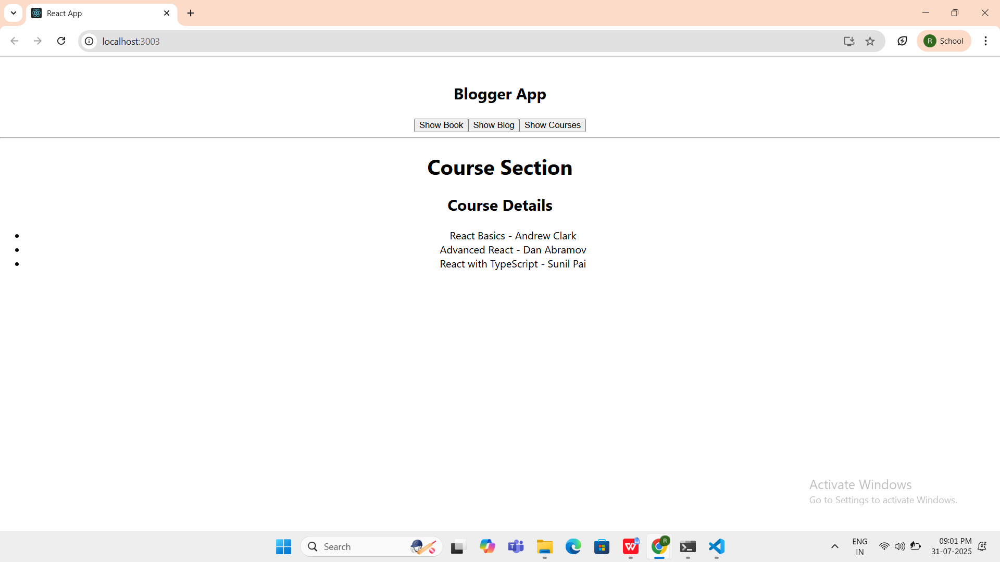 React App
localhost:3003
R School
Blogger App
Show Book Show Blog Show Courses
Course Section
Course Details
React Basics - Andrew Clark
Advanced React - Dan Abramov
React with TypeScript - Sunil Pai
Activate Windows
Go to Settings to activate Windows.
Search
R
ENG
IN
09:01 PM
31-07-2025